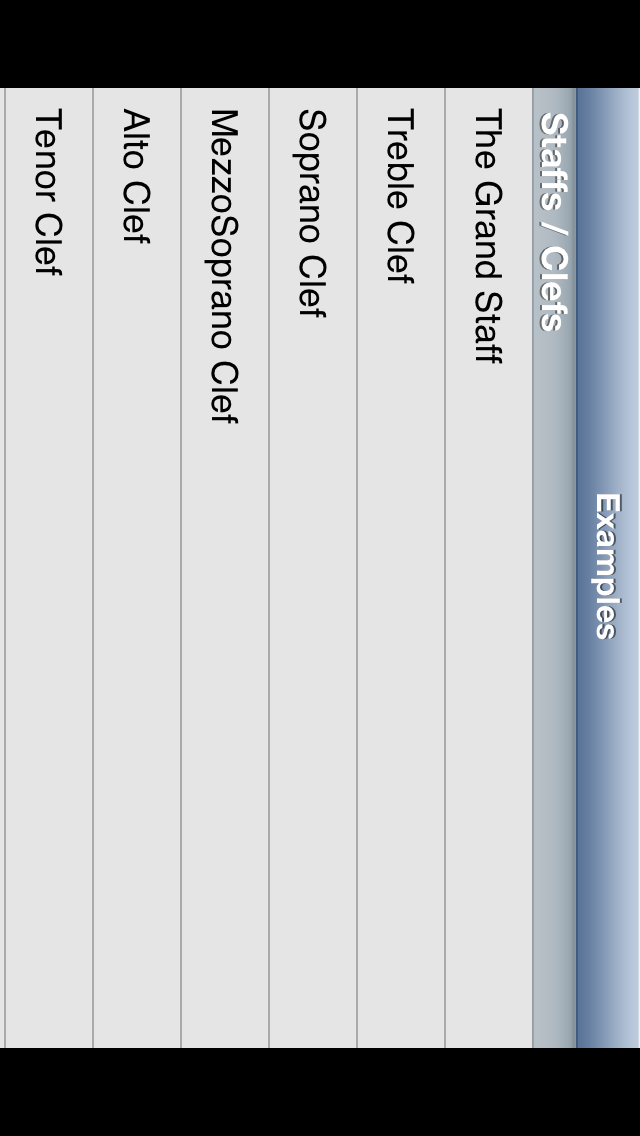 Examples
Staffs / Clefs
The Grand Staff
Treble Clef
Soprano Clef
MezzoSoprano Clef
Alto Clef
Tenor Clef